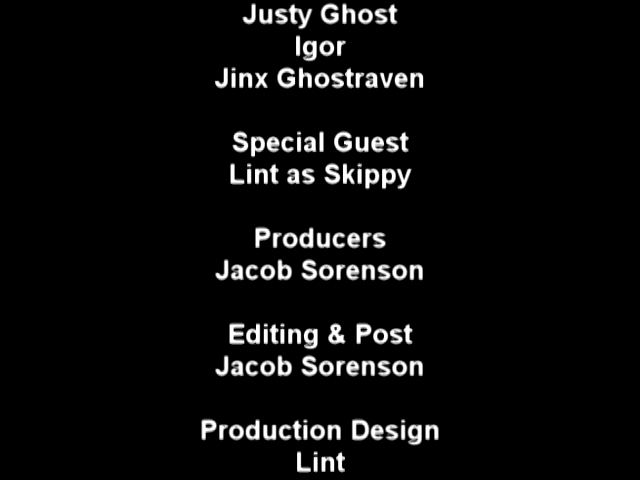 Justy Ghost
Igor
Jinx Ghostraven
Special Guest
Lint as Skippy
Producers
Jacob Sorenson
Editing & Post
Jacob Sorenson
Production Design
Lint